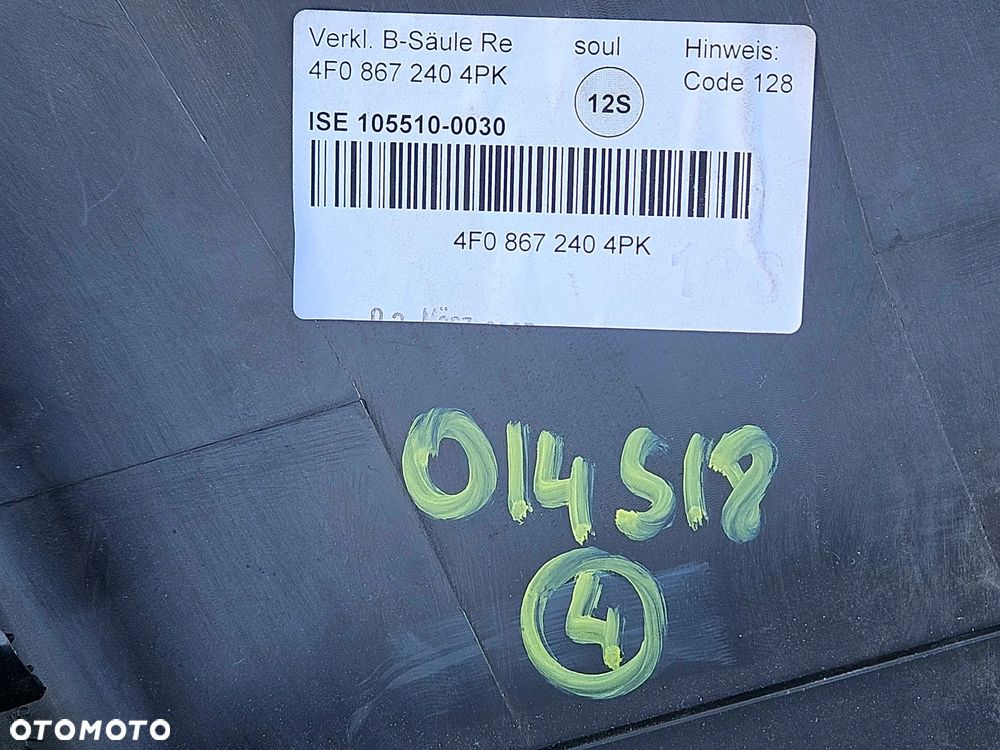 Verkl. B-Säule Re
4F0 867 240 4PK
soul
12S
Hinweis:
Code 128
ISE 105510-0030
4F0 867 240 4PK
014S18
4
OTOMOTO